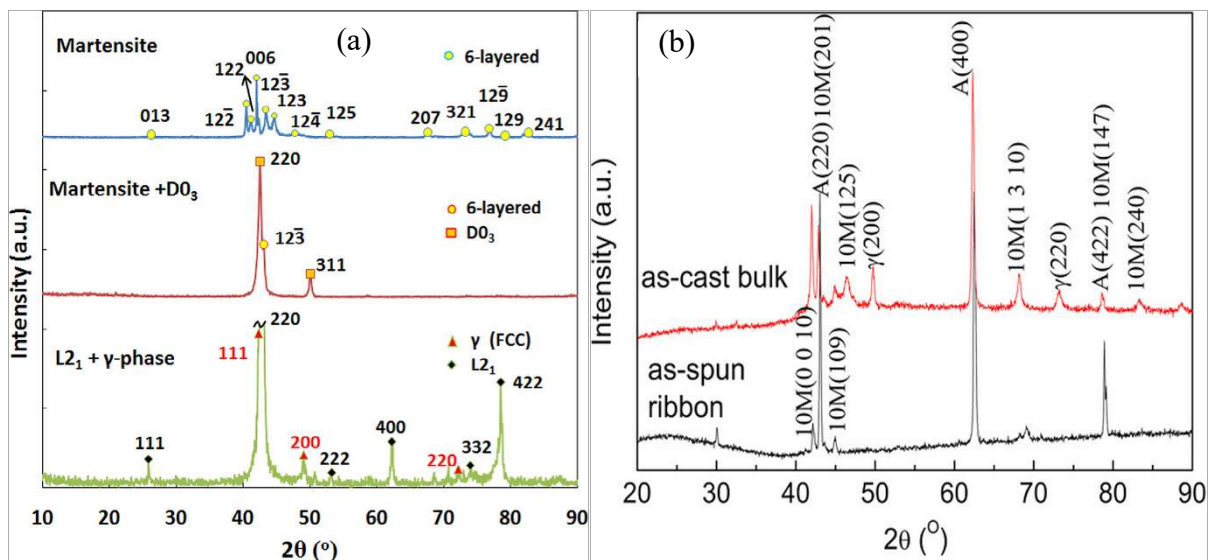 (a)
Martensite
6-layered
013
122̄
122
006
123̄
123
124̄
125
207
321
129̄
129
241
Martensite +D0₃
220
6-layered
D0₃
123̄
311
L2₁ + γ-phase
220
111
γ (FCC)
L2₁
111
200
222
400
220
332
422
Intensity (a.u.)
10 20 30 40 50 60 70 80 90
2θ (°)
(b)
A(400)
A(220) 10M(201)
10M(125)
γ(200)
10M(1 3 10)
γ(220)
A(422) 10M(147)
10M(240)
as-cast bulk
10M(0 0 10)
10M(109)
as-spun
ribbon
Intensity (a.u.)
20 30 40 50 60 70 80 90
2θ (O)